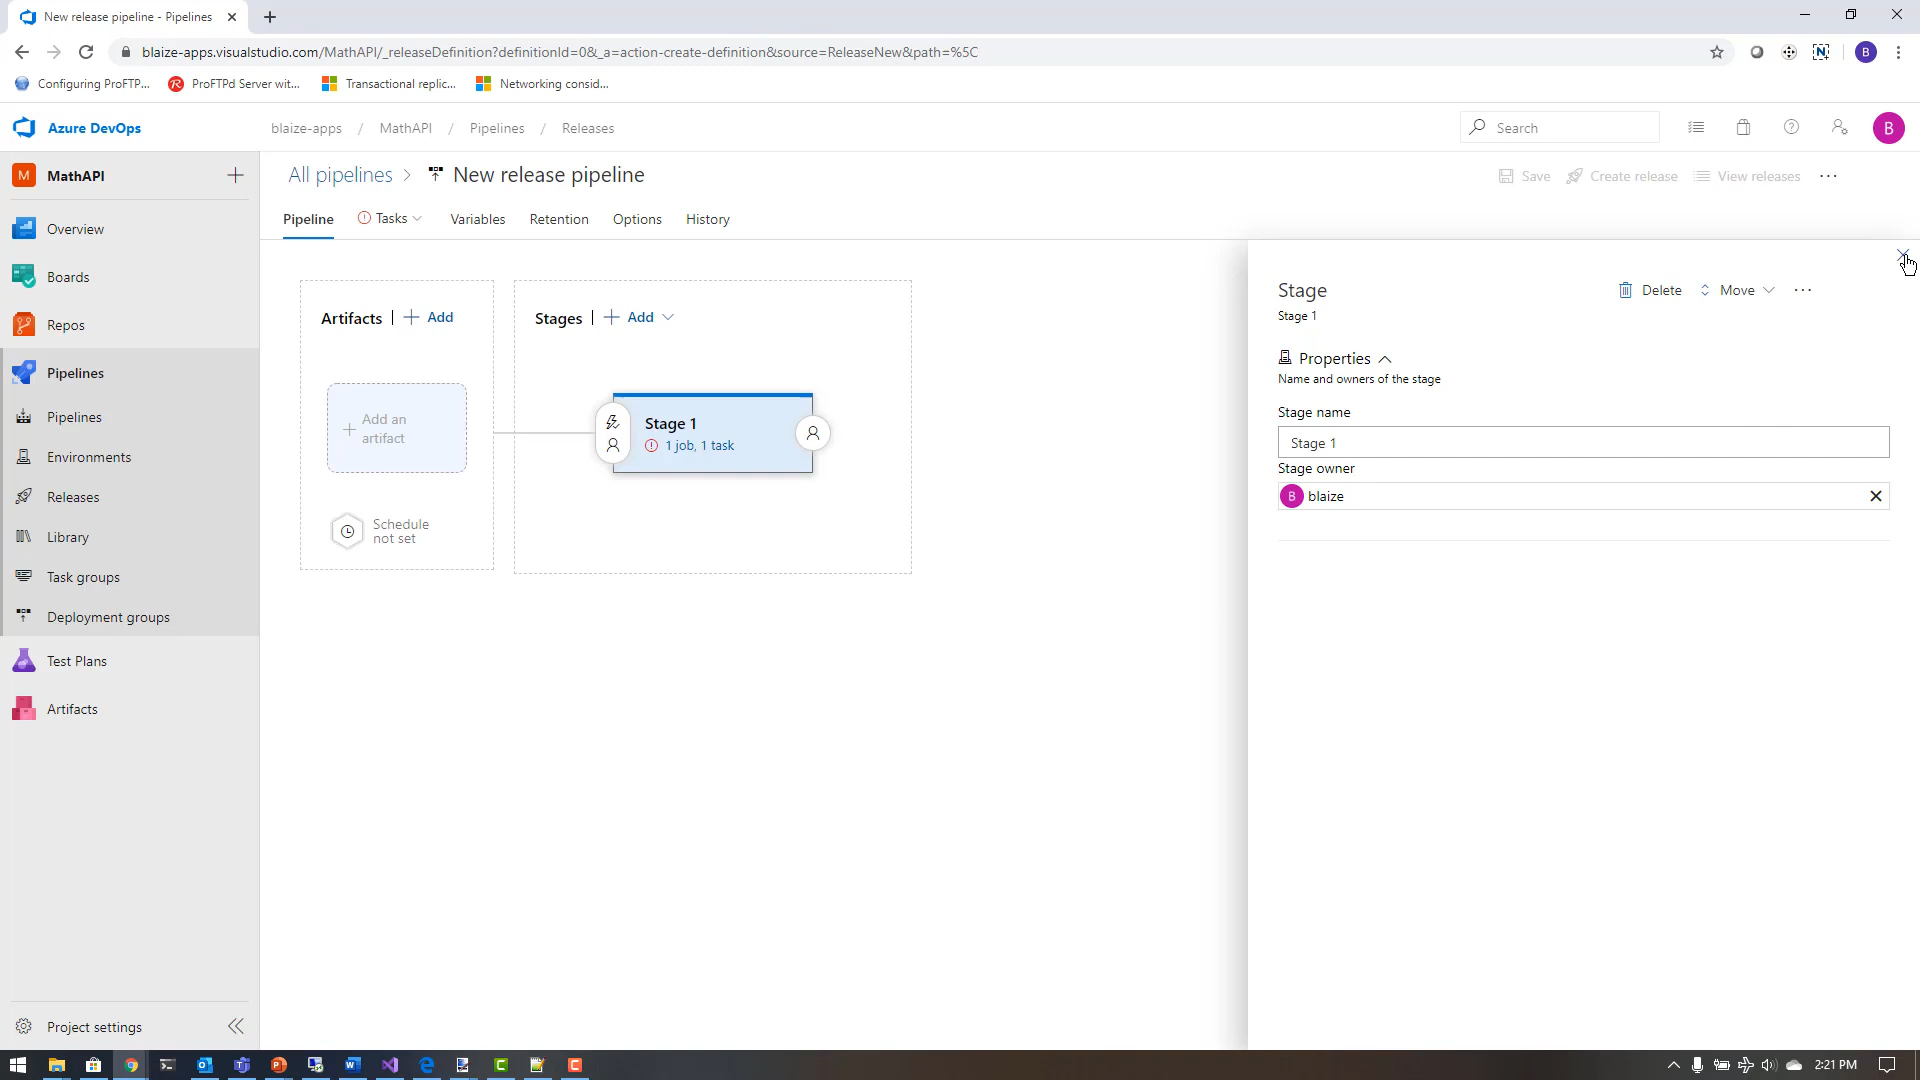 New release pipeline - Pipelines
blaize-apps.visualstudio.com/MathAPI/_releaseDefinition?definitionId=0&_a=action-create-definition&source=ReleaseNew&path=%5C
B
Configuring ProFTP...
ProFTPd Server wit...
Transactional replic...
Networking consid...
Azure DevOps
blaize-apps / MathAPI / Pipelines / Releases
Search
B
M MathAPI
All pipelines > New release pipeline
Save
Create release
View releases
Pipeline
Tasks
Variables
Retention
Options
History
Overview
Boards
Repos
Pipelines
Pipelines
Environments
Releases
Library
Task groups
Deployment groups
Test Plans
Artifacts
Project settings
Artifacts | + Add
Add an
artifact
Schedule
not set
Stages | + Add
Stage 1
1 job, 1 task
Stage
Stage 1
Delete
Move
Properties
Name and owners of the stage
Stage name
Stage 1
Stage owner
B blaize
2:21 PM